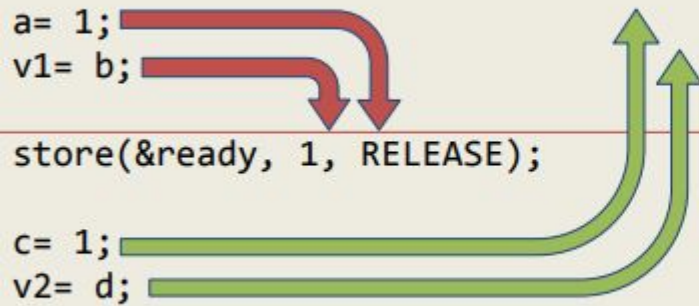 a= 1;
v1= b;
store(&ready, 1, RELEASE);
c= 1;
v2= d;